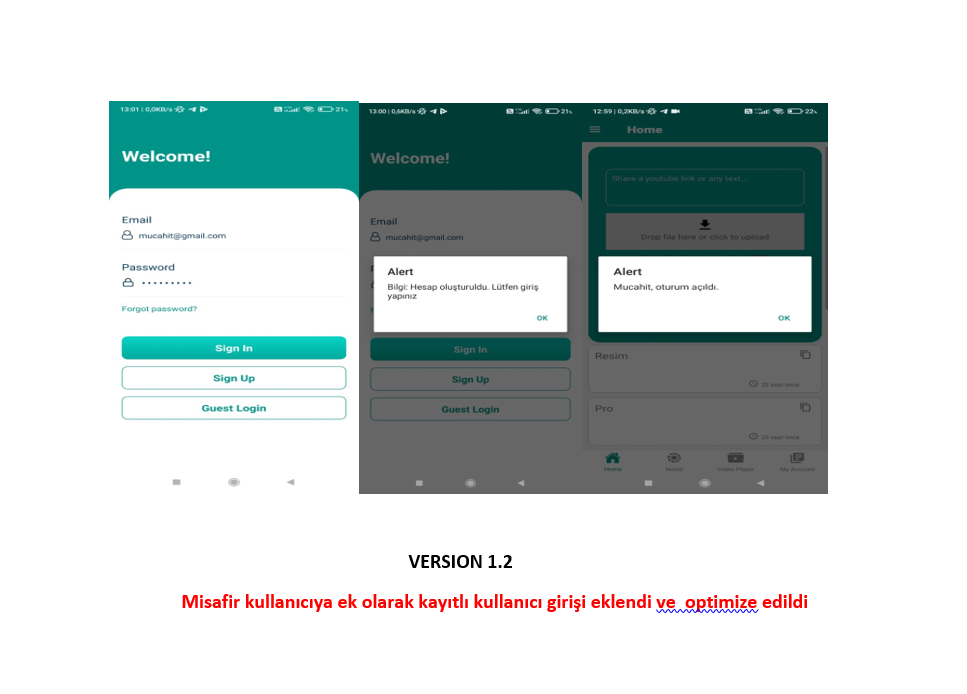 13:01 | 0,0KB/s
21
Welcome!
Email
mucahit@gmail.com
Password
Forgot password?
Sign In
Sign Up
Guest Login
13:00 | 0,6KB/s
21
Welcome!
Email
mucahit@gmail.com
Alert
Bilgi: Hesap oluşturuldu. Lütfen giriş
yapınız
OK
Sign In
Sign Up
Guest Login
12:59 | 0,2KB/s
22
Home
Share a youtube link or any text...
Drop file here or click to upload
Alert
Mucahit, oturum açıldı.
OK
Resim
22 saat önce
Pro
23 saat önce
Home
Video Player
My Account
VERSION 1.2
Misafir kullanıcıya ek olarak kayıtlı kullanıcı girişi eklendi ve optimize edildi